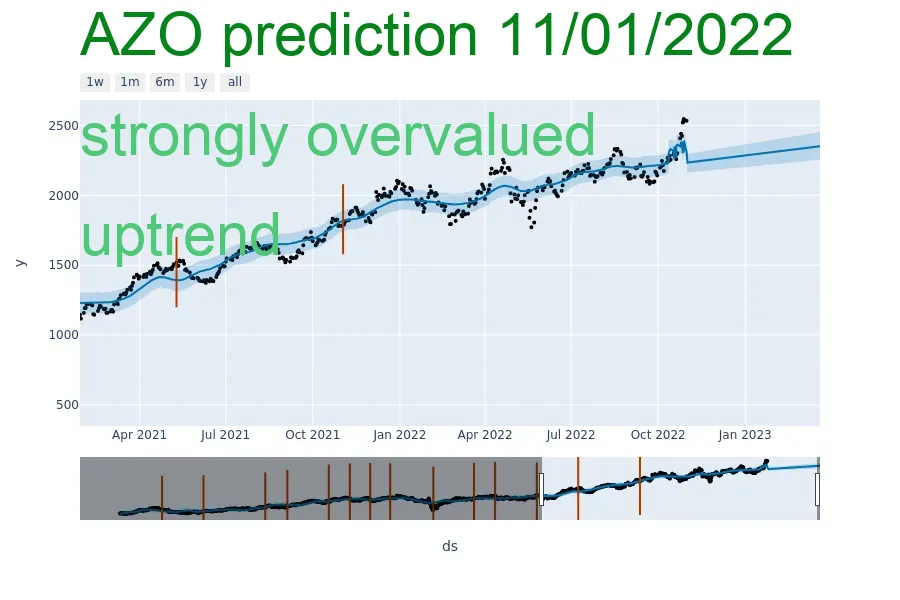 AZO prediction 11/01/2022
1w 1m 6m 1y all
strongly overvalued
uptrend
2500
2000
1500
1000
500
y
Apr 2021 Jul 2021 Oct 2021 Jan 2022 Apr 2022 Jul 2022 Oct 2022 Jan 2023
ds